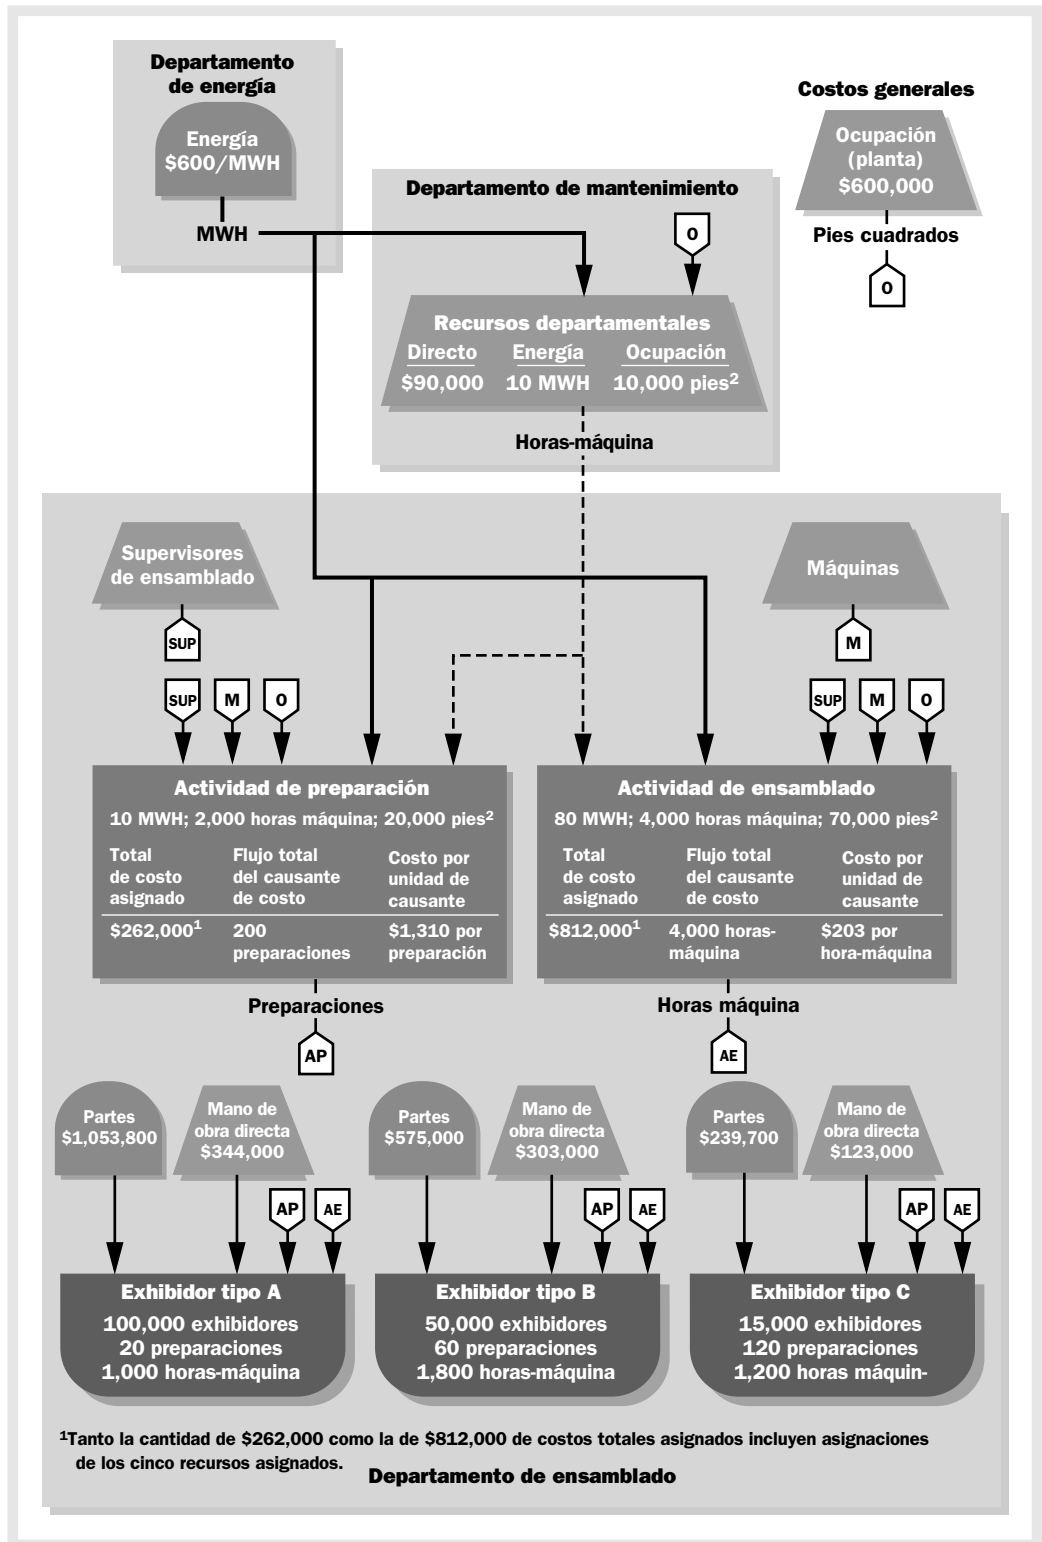 Departamento
de energía
Energía
$600/MWH
MWH
Costos generales
Ocupación
(planta)
$600,000
Pies cuadrados
O
Departamento de mantenimiento
O
Recursos departamentales
Directo Energía Ocupación
$90,000 10 MWH 10,000 pies²
Horas-máquina
Supervisores
de ensamblado
SUP
Máquinas
M
SUP M O
SUP M O
Actividad de preparación
10 MWH; 2,000 horas máquina; 20,000 pies²
Total
de costo
asignado
Flujo total
del causante
de costo
Costo por
unidad de
causante
$262,000¹
200
preparaciones
$1,310 por
preparación
Preparaciones
AP
Actividad de ensamblado
80 MWH; 4,000 horas máquina; 70,000 pies²
Total
de costo
asignado
Flujo total
del causante
de costo
Costo por
unidad de
causante
$812,000¹
4,000 horas-
máquina
$203 por
hora-máquina
Horas máquina
AE
Partes
$1,053,800
Mano de
obra directa
$344,000
AP AE
Exhibidor tipo A
100,000 exhibidores
20 preparaciones
1,000 horas-máquina
Partes
$575,000
Mano de
obra directa
$303,000
AP AE
Exhibidor tipo B
50,000 exhibidores
60 preparaciones
1,800 horas-máquina
Partes
$239,700
Mano de
obra directa
$123,000
AP AE
Exhibidor tipo C
15,000 exhibidores
120 preparaciones
1,200 horas máquin-
¹Tanto la cantidad de $262,000 como la de $812,000 de costos totales asignados incluyen asignaciones
de los cinco recursos asignados.
Departamento de ensamblado